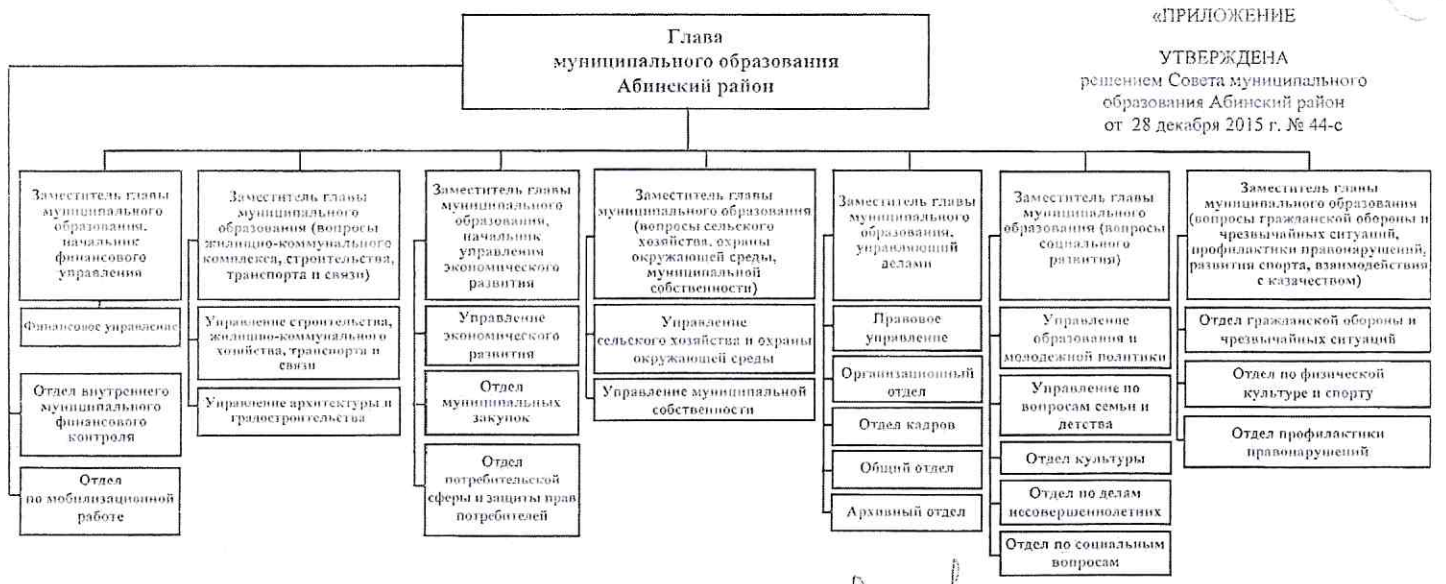 «ПРИЛОЖЕНИЕ
УТВЕРЖДЕНА
решением Совета муниципального
образования Абинский район
от 28 декабря 2015 г. № 44-с
Глава
муниципального образования
Абинский район
Заместитель главы
муниципального
образования,
начальник
финансового
управления
Финансовое управление
Отдел внутреннего
муниципального
финансового
контроля
Отдел
по мобилизационной
работе
Заместитель главы
муниципального
образования (вопросы
жилищно-коммунального
комплекса, строительства,
транспорта и связи)
Управление строительства,
жилищно-коммунального
хозяйства, транспорта и
связи
Управление архитектуры и
градостроительства
Заместитель главы
муниципального
образования,
начальник
управления
экономического
развития
Управление
экономического
развития
Отдел
муниципальных
закупок
Отдел
потребительской
сферы и защиты прав
потребителей
Заместитель главы
муниципального образования
(вопросы сельского
хозяйства, охраны
окружающей среды,
муниципальной
собственности)
Управление
сельского хозяйства и охраны
окружающей среды
Управление муниципальной
собственности
Заместитель главы
муниципального
образования,
управляющий
делами
Правовое
управление
Организационный
отдел
Отдел кадров
Общий отдел
Архивный отдел
Заместитель главы
муниципального
образования (вопросы
социального
развития)
Управление
образования и
молодежной политики
Управление по
вопросам семьи и
детства
Отдел культуры
Отдел по делам
несовершеннолетних
Отдел по социальным
вопросам
Заместитель главы
муниципального образования
(вопросы гражданской обороны и
чрезвычайных ситуаций,
профилактики правонарушений,
развития спорта, взаимодействия
с казачеством)
Отдел гражданской обороны и
чрезвычайных ситуаций
Отдел по физической
культуре и спорту
Отдел профилактики
правонарушений